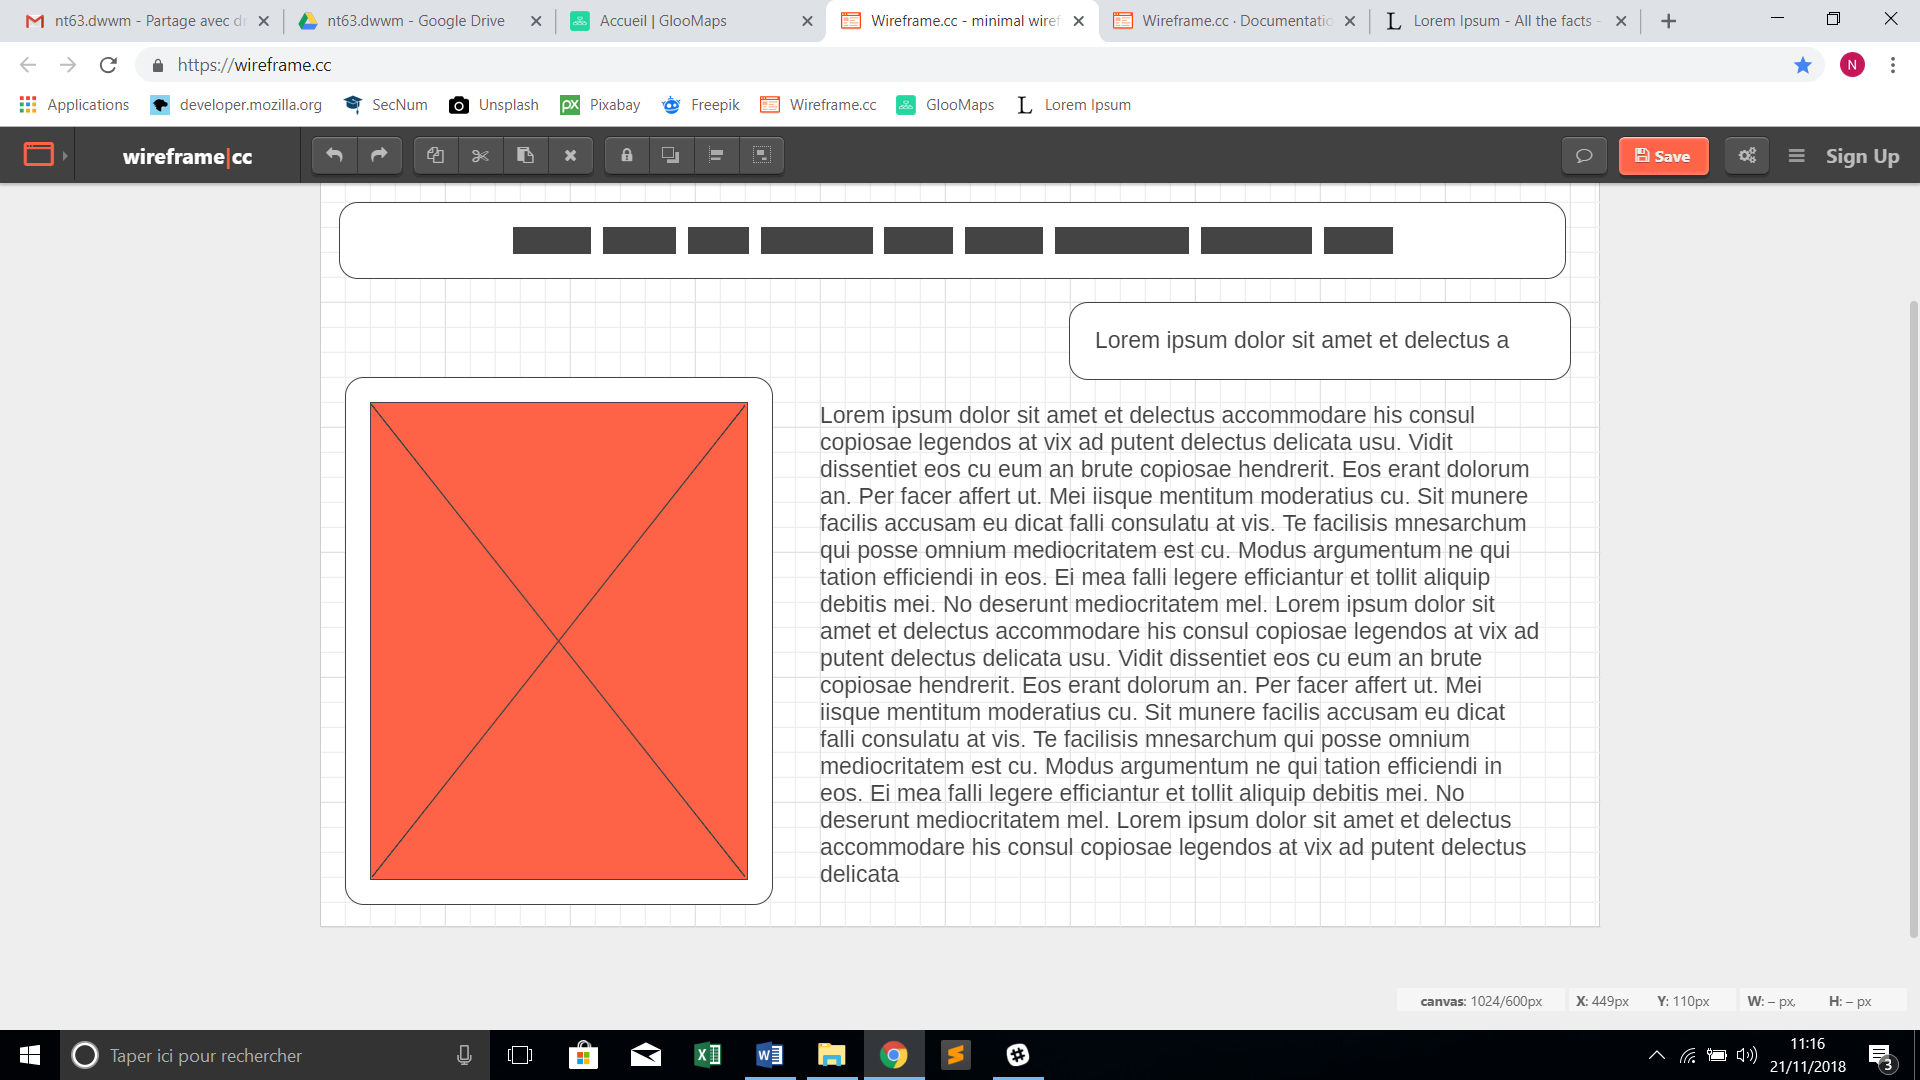 nt63.dwwm - Partage avec dr
nt63.dwwm - Google Drive
Accueil | GlooMaps
Wireframe.cc - minimal wiref
Wireframe.cc · Documentatio
Lorem Ipsum - All the facts -
https://wireframe.cc
N
Applications
developer.mozilla.org
SecNum
Unsplash
px
Pixabay
Freepik
Wireframe.cc
GlooMaps
Lorem Ipsum
wireframe|cc
Save
Sign Up
Lorem ipsum dolor sit amet et delectus a
Lorem ipsum dolor sit amet et delectus accommodare his consul
copiosae legendos at vix ad putent delectus delicata usu. Vidit
dissentiet eos cu eum an brute copiosae hendrerit. Eos erant dolorum
an. Per facer affert ut. Mei iisque mentitum moderatius cu. Sit munere
facilis accusam eu dicat falli consulatu at vis. Te facilisis mnesarchum
qui posse omnium mediocritatem est cu. Modus argumentum ne qui
tation efficiendi in eos. Ei mea falli legere efficiantur et tollit aliquip
debitis mei. No deserunt mediocritatem mel. Lorem ipsum dolor sit
amet et delectus accommodare his consul copiosae legendos at vix ad
putent delectus delicata usu. Vidit dissentiet eos cu eum an brute
copiosae hendrerit. Eos erant dolorum an. Per facer affert ut. Mei
iisque mentitum moderatius cu. Sit munere facilis accusam eu dicat
falli consulatu at vis. Te facilisis mnesarchum qui posse omnium
mediocritatem est cu. Modus argumentum ne qui tation efficiendi in
eos. Ei mea falli legere efficiantur et tollit aliquip debitis mei. No
deserunt mediocritatem mel. Lorem ipsum dolor sit amet et delectus
accommodare his consul copiosae legendos at vix ad putent delectus
delicata
canvas: 1024/600px
X: 449px
Y: 110px
W: – px,
H: – px
Taper ici pour rechercher
11:16
21/11/2018
3